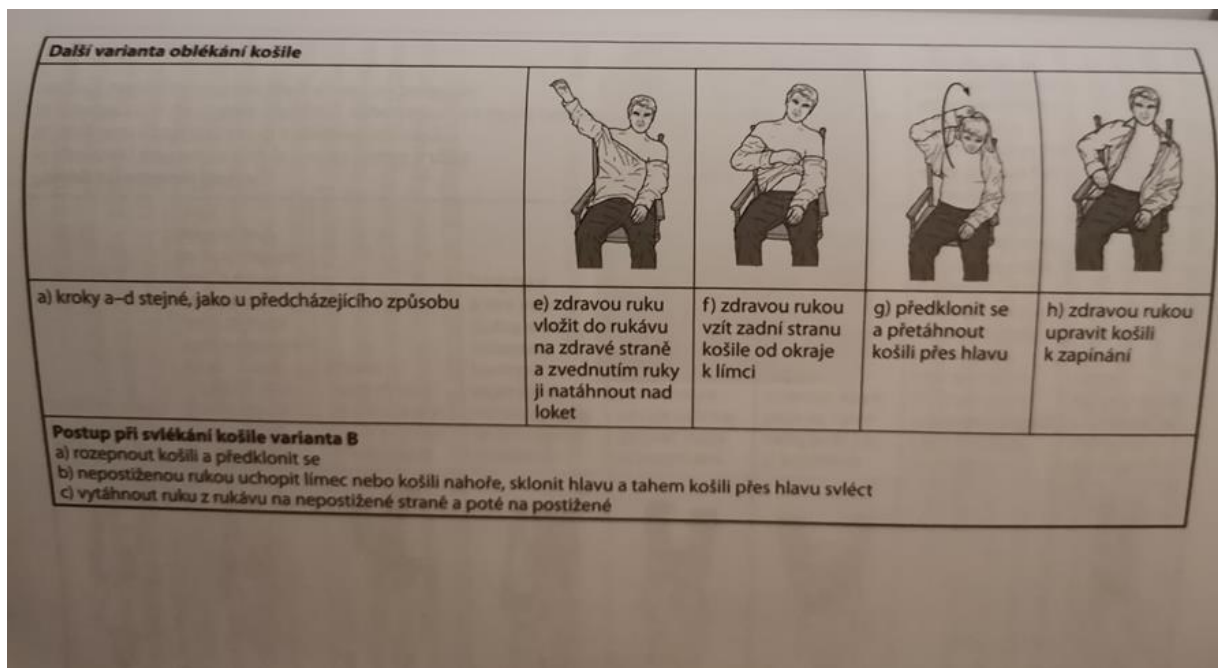 Další varianta oblékání košile
a) kroky a–d stejné, jako u předcházejícího způsobu
e) zdravou ruku
vložit do rukávu
na zdravé straně
a zvednutím ruky
ji natáhnout nad
loket
f) zdravou rukou
vzít zadní stranu
košile od okraje
k límci
g) předklonit se
a přetáhnout
košili přes hlavu
h) zdravou rukou
upravit košili
k zapínání
Postup při svlékání košile varianta B
a) rozepnout košili a předklonit se
b) nepostiženou rukou uchopit límec nebo košili nahoře, sklonit hlavu a tahem košili přes hlavu svléct
c) vytáhnout ruku z rukávu na nepostižené straně a poté na postižené